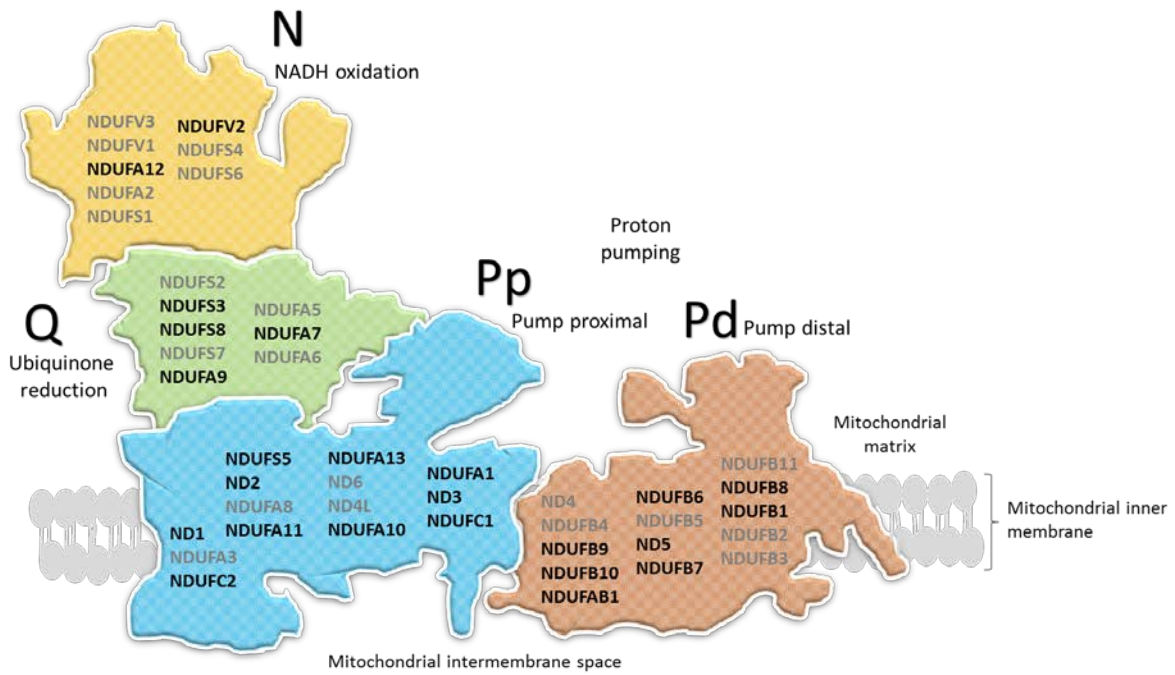 N
NADH oxidation
NDUFV3
NDUFV1
NDUFA12
NDUFA2
NDUFS1
NDUFV2
NDUFS4
NDUFS6
Proton
pumping
Q
Ubiquinone
reduction
NDUFS2
NDUFS3
NDUFS8
NDUFS7
NDUFA9
NDUFA5
NDUFA7
NDUFA6
Pp
Pump proximal
Pd
Pump distal
ND1
NDUFA3
NDUFC2
NDUFS5
ND2
NDUFA8
NDUFA11
NDUFA13
ND6
ND4L
NDUFA10
NDUFA1
ND3
NDUFC1
ND4
NDUFB4
NDUFB9
NDUFB10
NDUFAB1
NDUFB6
NDUFB5
ND5
NDUFB7
NDUFB11
NDUFB8
NDUFB1
NDUFB2
NDUFB3
Mitochondrial
matrix
Mitochondrial inner
membrane
Mitochondrial intermembrane space